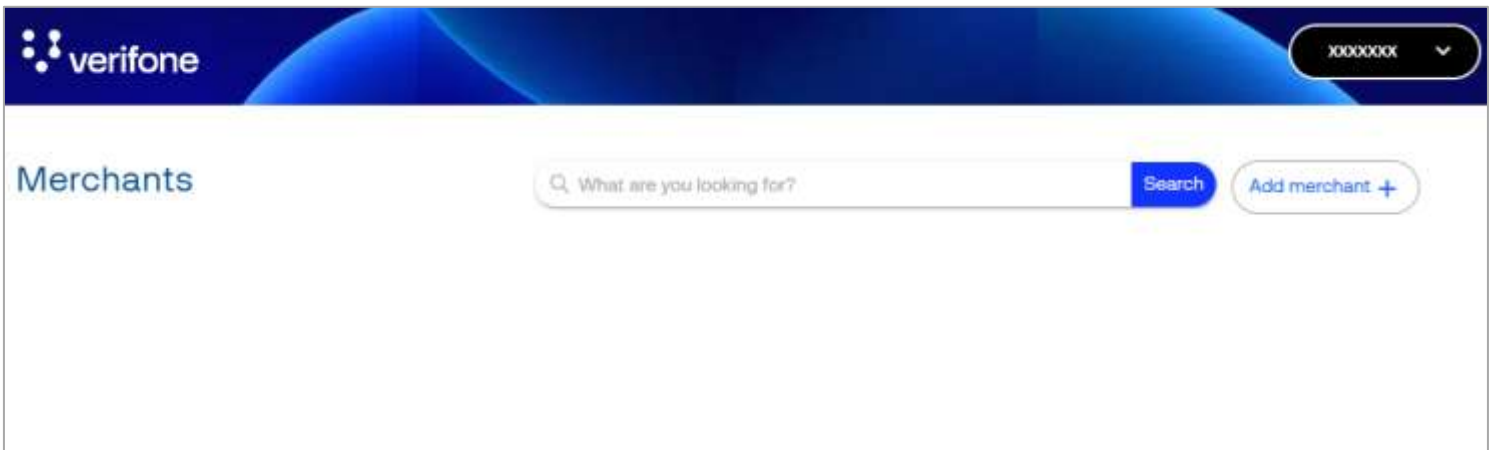 verifone
xxxxxxx
Merchants
What are you looking for?
Search
Add merchant +